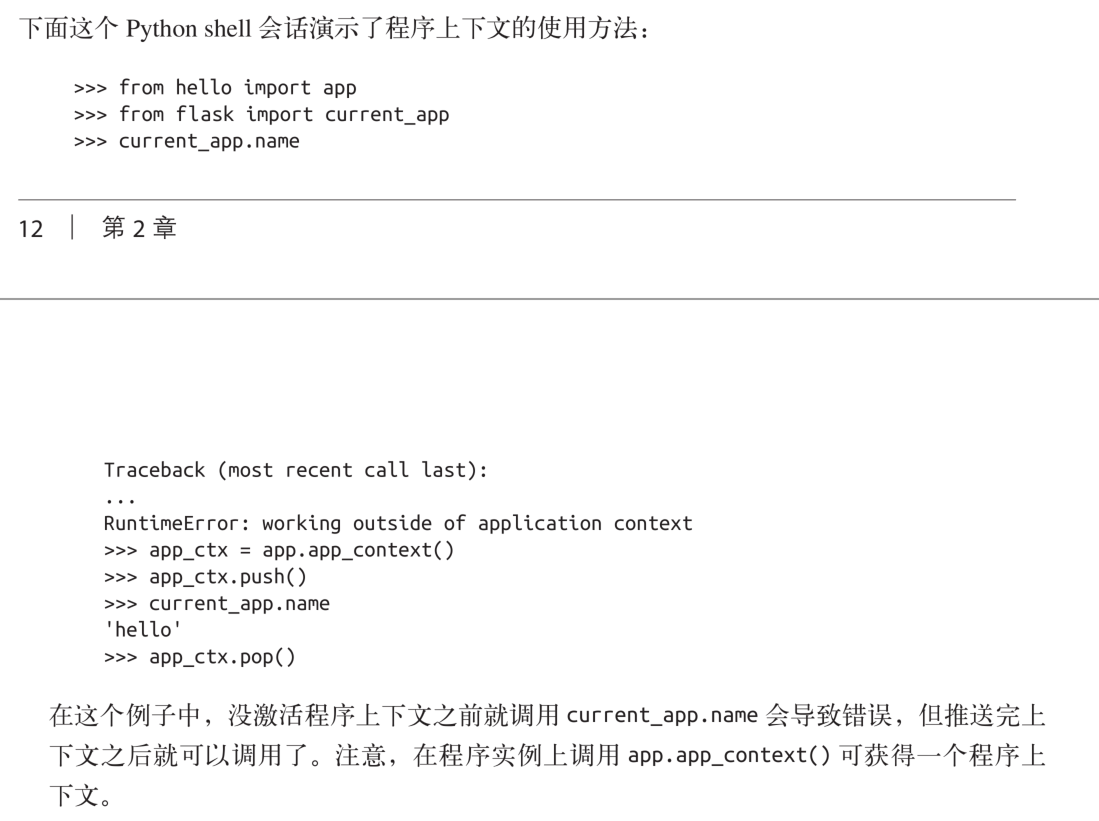 下面这个 Python shell 会话演示了程序上下文的使用方法：
>>> from hello import app
>>> from flask import current_app
>>> current_app.name
12 | 第 2 章
Traceback (most recent call last):
...
RuntimeError: working outside of application context
>>> app_ctx = app.app_context()
>>> app_ctx.push()
>>> current_app.name
'hello'
>>> app_ctx.pop()
在这个例子中，没激活程序上下文之前就调用 current_app.name 会导致错误，但推送完上
下文之后就可以调用了。注意，在程序实例上调用 app.app_context() 可获得一个程序上
下文。